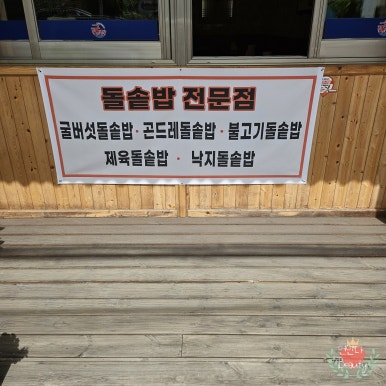 돌솥밥 전문점
굴버섯돌솥밥·곤드레돌솥밥·불고기돌솥밥
제육돌솥밥 · 낙지돌솥밥
Beauty